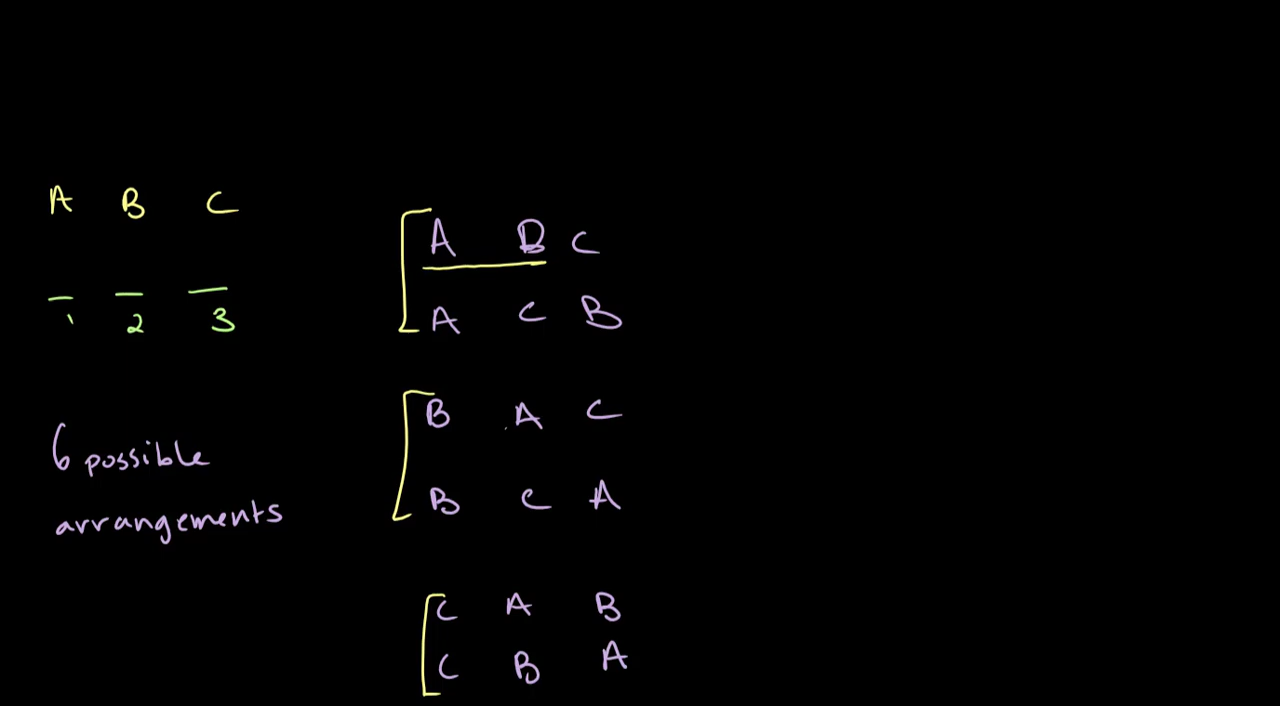 A B C
1 2 3
6 possible
arrangements
A B C
A C B
B A C
B C A
C A B
C B A